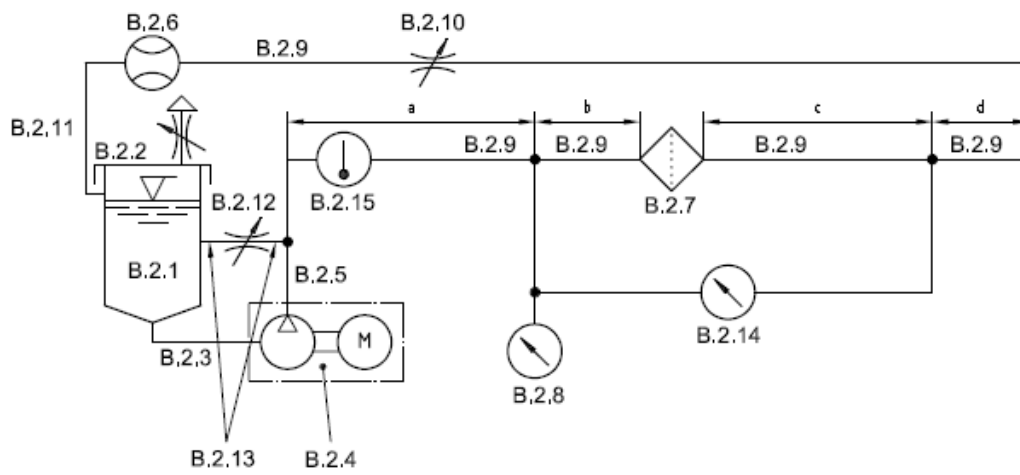 B,2,6
B,2,10
B.2.9
a
b
c
d
B,2,11
B.2.2
B.2.9
B.2.9
B.2.9
B.2.9
B.2.12
B.2.15
B.2.7
B.2.1
B,2,5
B.2.14
M
B,2,3
B,2,8
B,2,13
B.2.4